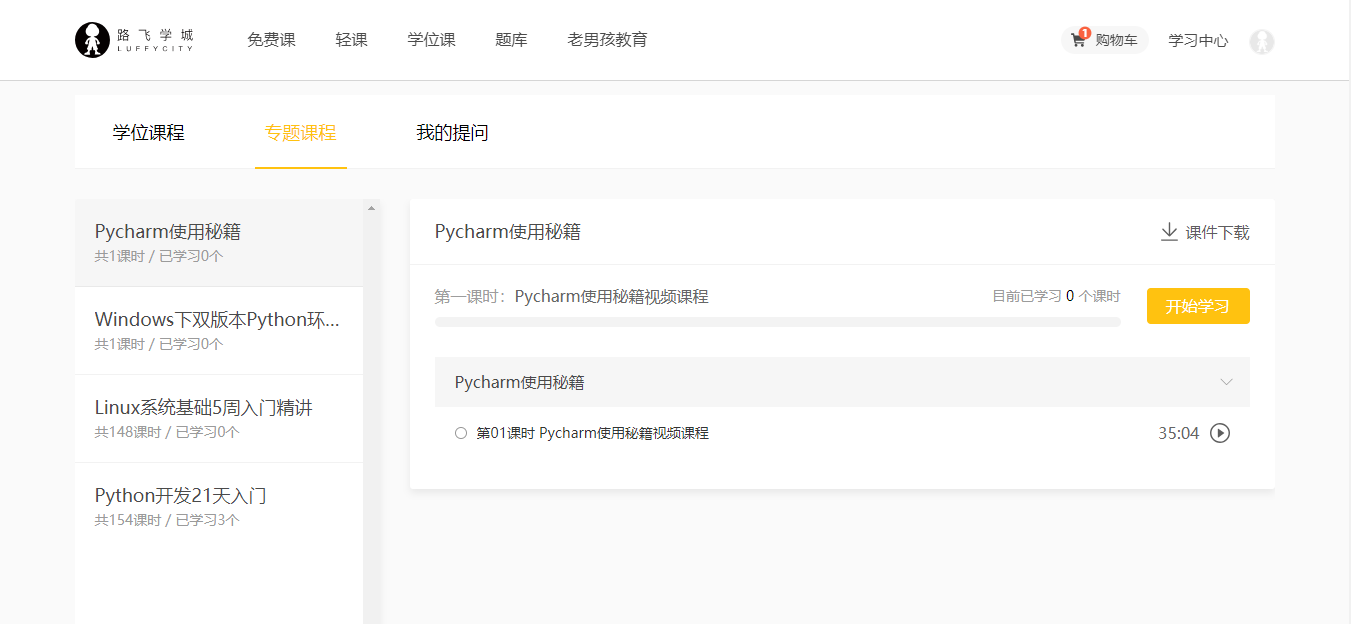 路飞学城
LUFFYCITY
免费课 轻课 学位课 题库 老男孩教育
1 购物车 学习中心
学位课程 专题课程 我的提问
Pycharm使用秘籍
共1课时 / 已学习0个
Windows下双版本Python环...
共1课时 / 已学习0个
Linux系统基础5周入门精讲
共148课时 / 已学习0个
Python开发21天入门
共154课时 / 已学习3个
Pycharm使用秘籍 课件下载
第一课时：Pycharm使用秘籍视频课程 目前已学习 0 个课时 开始学习
Pycharm使用秘籍
第01课时 Pycharm使用秘籍视频课程 35:04